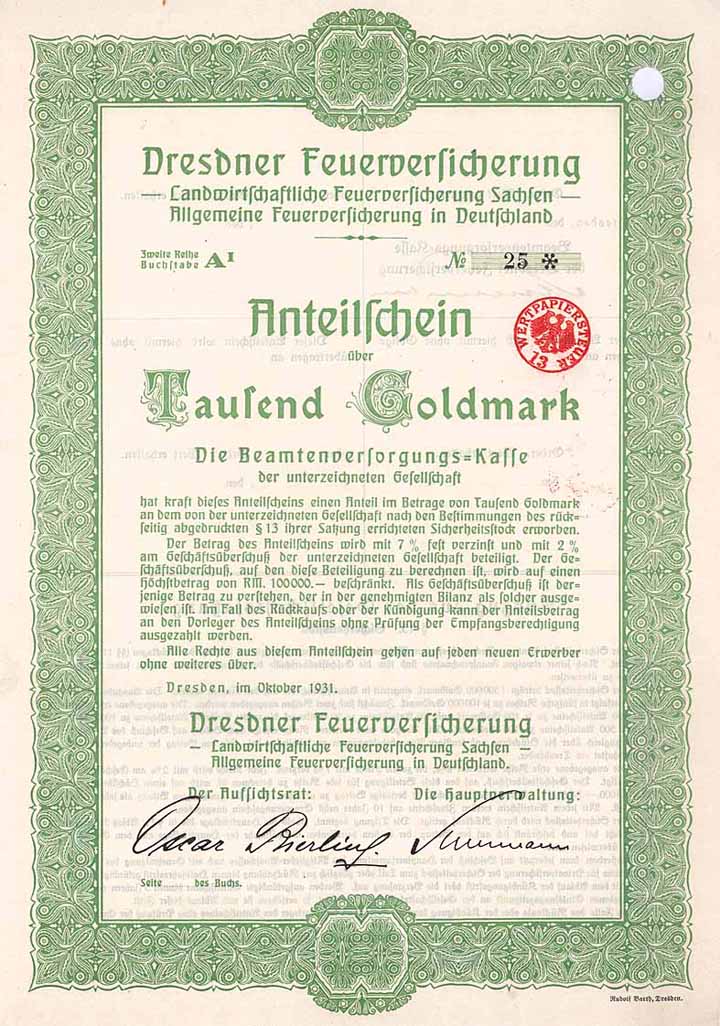 Dresdner Feuerversicherung
— Landwirtschaftliche Feuerversicherung Sachsen —
Allgemeine Feuerversicherung in Deutschland
Zweite Reihe
Buchstabe A I
№ 25 ✻
Anteilschein
über
WERTPAPIERSTEUER
13
Tausend Goldmark
Die Beamtenversorgungs=Kasse
der unterzeichneten Gesellschaft
hat kraft dieses Anteilscheins einen Anteil im Betrage von Tausend Goldmark
an dem von der unterzeichneten Gesellschaft nach den Bestimmungen des rück-
seitig abgedruckten § 13 ihrer Satzung errichteten Sicherheitsstock erworben.
Der Betrag des Anteilscheins wird mit 7 % fest verzinst und mit 2 %
am Geschäftsüberschuß der unterzeichneten Gesellschaft beteiligt. Der Ge-
schäftsüberschuß, auf den diese Beteiligung zu berechnen ist, wird auf einen
Höchstbetrag von RM. 100000.— beschränkt. Als Geschäftsüberschuß ist der-
jenige Betrag zu verstehen, der in der genehmigten Bilanz als solcher ausge-
wiesen ist. Im Fall des Rückkaufs oder der Kündigung kann der Anteilsbetrag
an den Vorleger des Anteilscheins ohne Prüfung der Empfangsberechtigung
ausgezahlt werden.
Alle Rechte aus diesem Anteilschein gehen auf jeden neuen Erwerber
ohne weiteres über.
Dresden, im Oktober 1931.
Dresdner Feuerversicherung
— Landwirtschaftliche Feuerversicherung Sachsen —
Allgemeine Feuerversicherung in Deutschland.
Der Aufsichtsrat:
Die Hauptverwaltung:
Oscar Bierling
Seite des Buchs.
Rudolf Barth, Dresden.